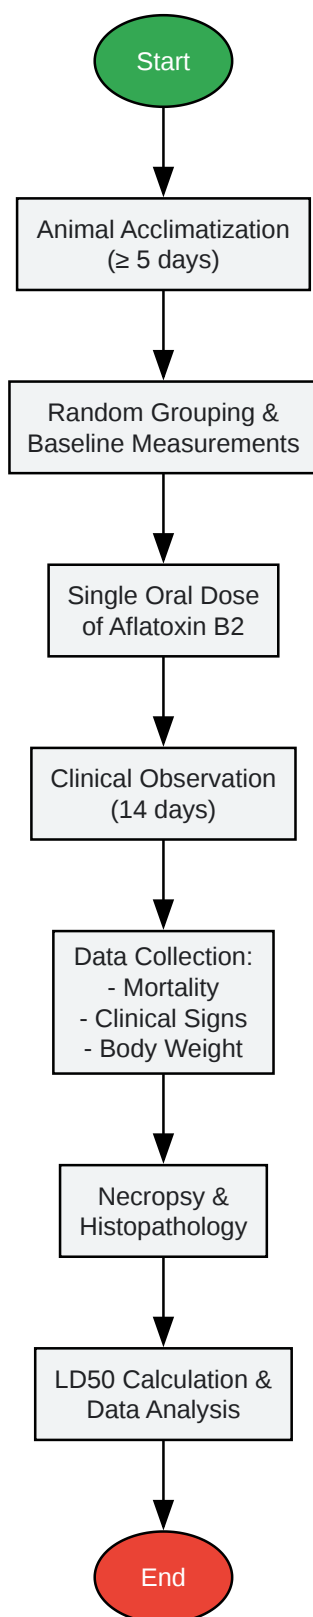 Start
Animal Acclimatization
(≥ 5 days)
Random Grouping &
Baseline Measurements
Single Oral Dose
of Aflatoxin B2
Clinical Observation
(14 days)
Data Collection:
- Mortality
- Clinical Signs
- Body Weight
Necropsy &
Histopathology
LD50 Calculation &
Data Analysis
End